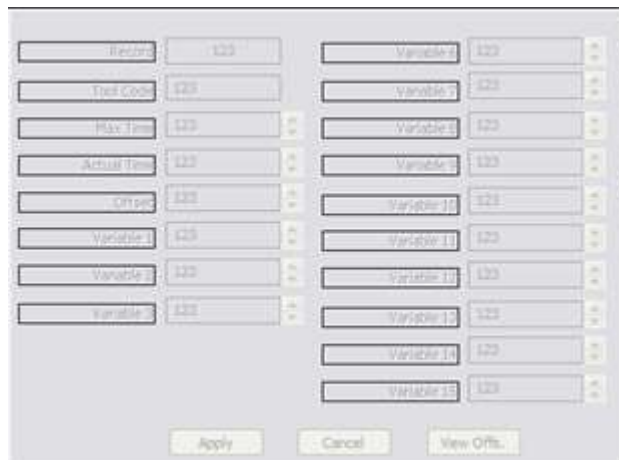 Record 123
Tool Code 123
Max Time 123
Actual Time 123
Offset 123
Variable 1 123
Variable 2 123
Variable 3 123
Variable 6 123
Variable 7 123
Variable 8 123
Variable 9 123
Variable 10 123
Variable 11 123
Variable 12 123
Variable 13 123
Variable 14 123
Variable 15 123
Apply Cancel View Offs.